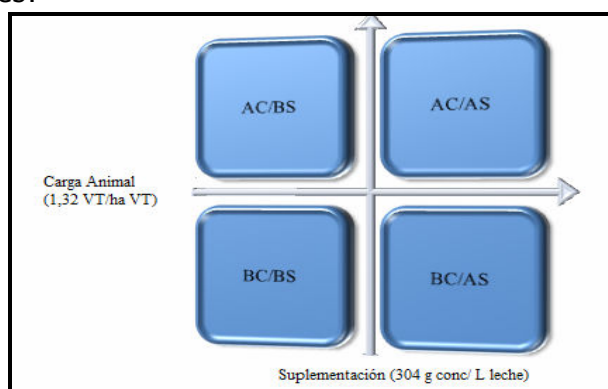 AC/BS
AC/AS
Carga Animal
(1,32 VT/ha VT)
BC/BS
BC/AS
Suplementación (304 g conc/ L leche)